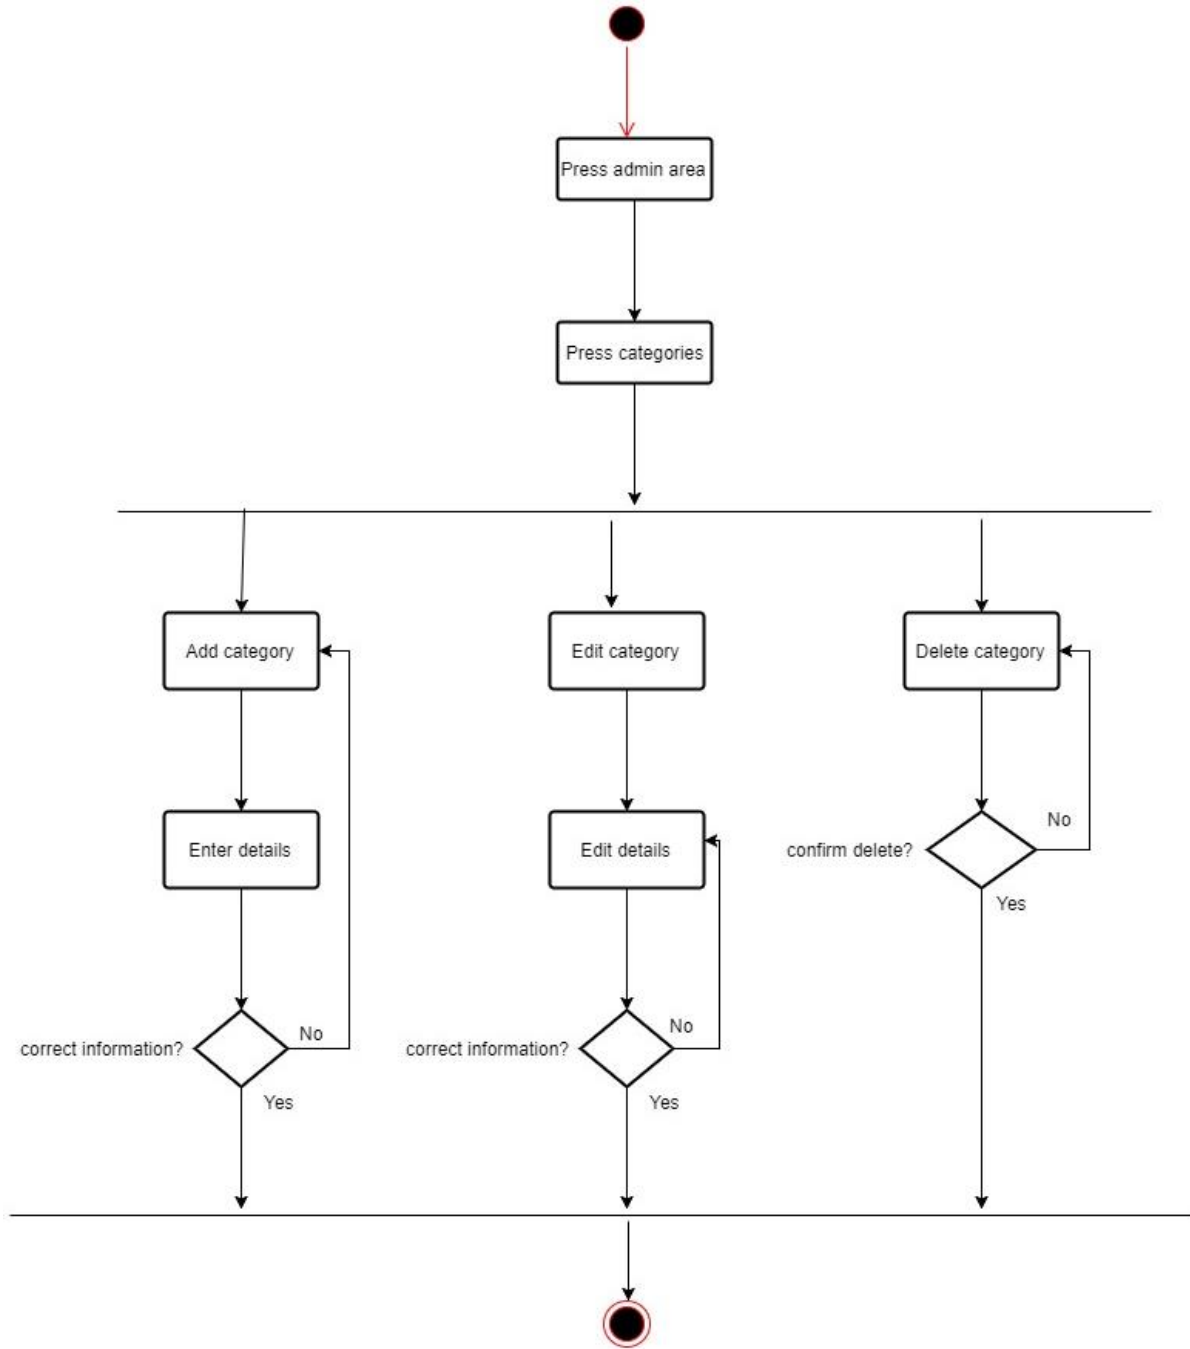 Press admin area
Press categories
Add category
Edit category
Delete category
Enter details
Edit details
confirm delete?
No
Yes
correct information?
No
Yes
correct information?
No
Yes